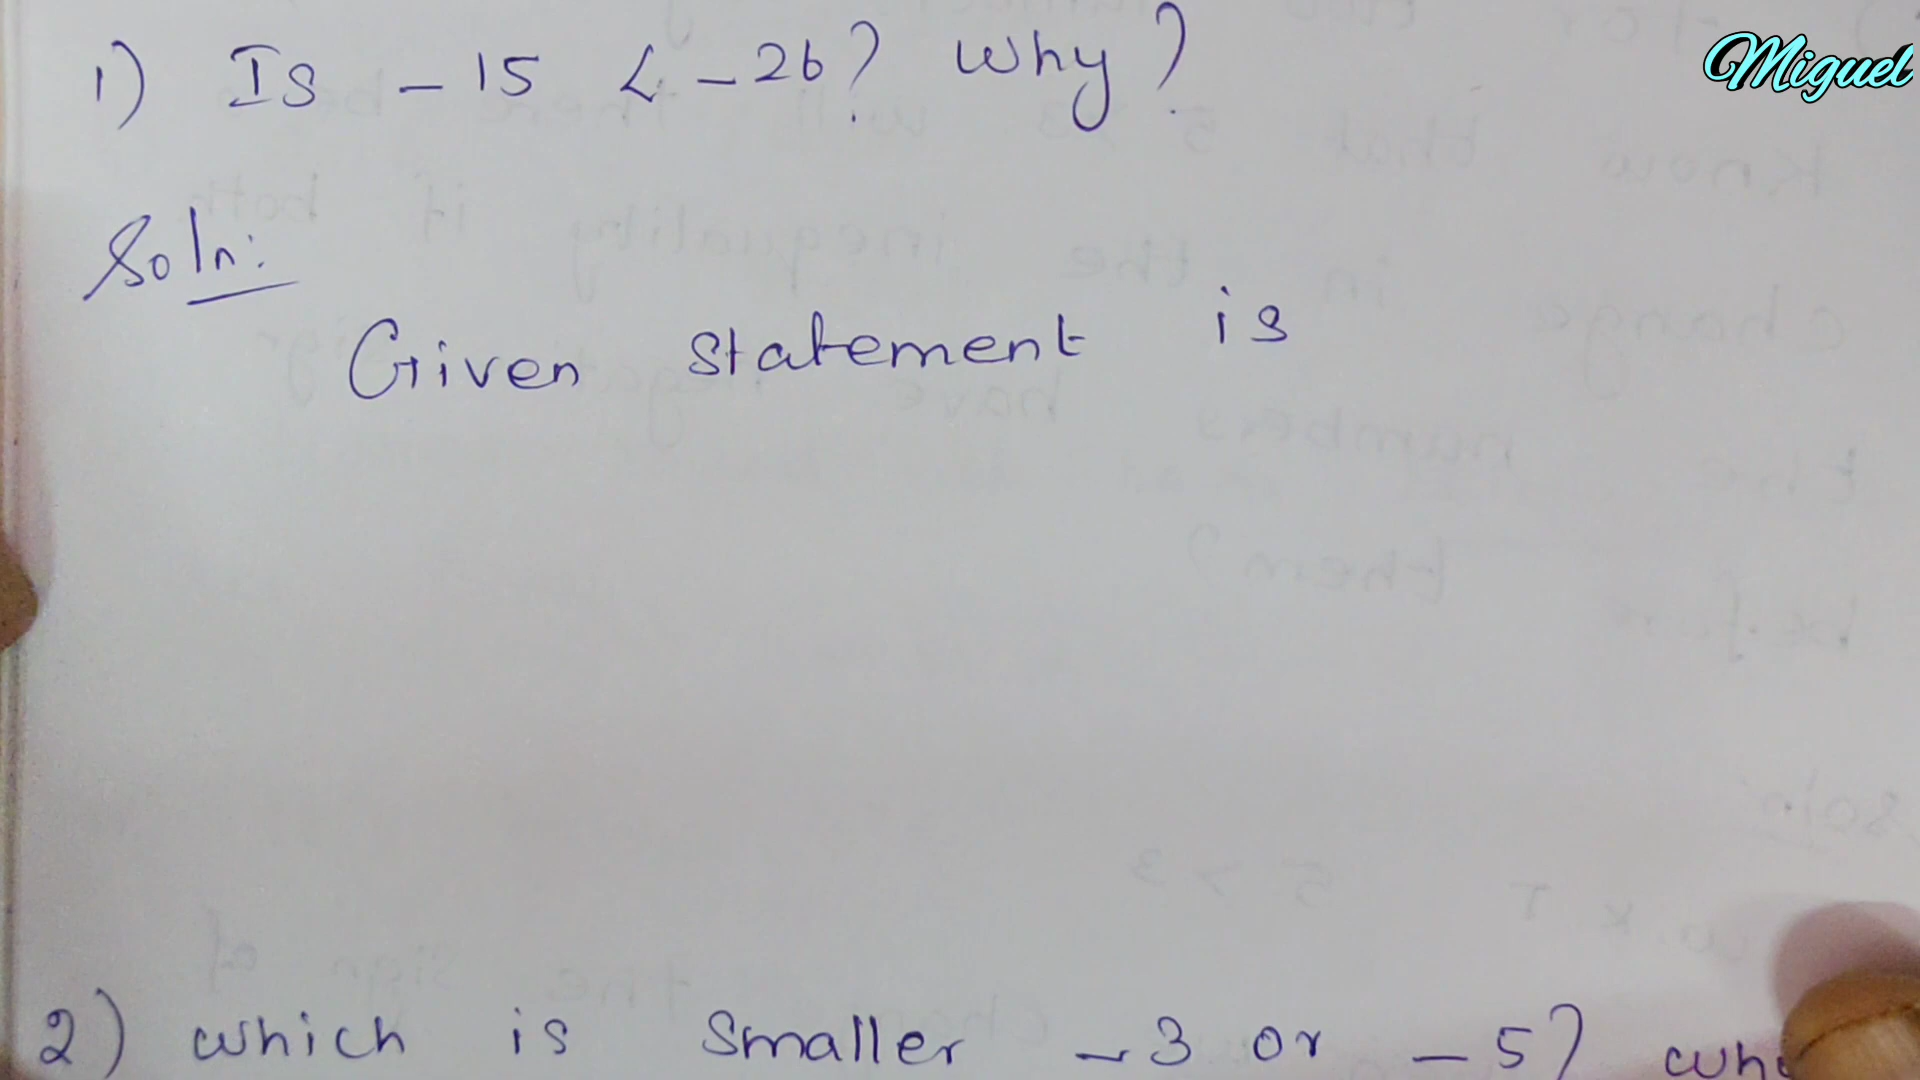 1) Is -15 < -26? Why?
Miguel
Soln:
Given statement is
2) which is smaller -3 or -5?